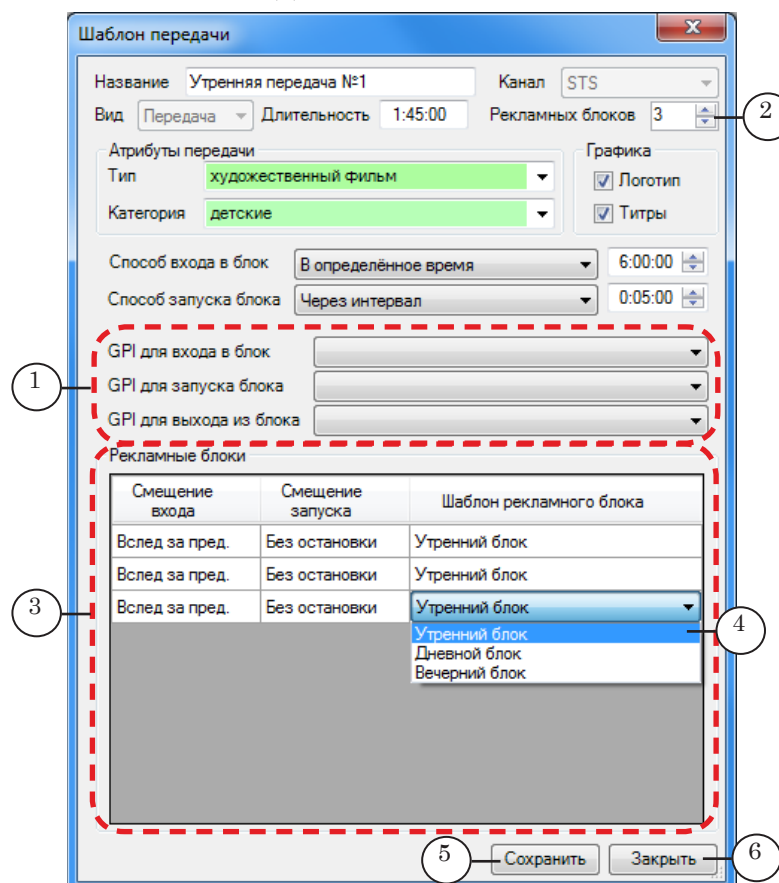 Шаблон передачи
Название Утренняя передача №1 Канал STS
Вид Передача Длительность 1:45:00 Рекламных блоков 3
2
Атрибуты передачи Графика
Тип художественный фильм Логотип
Категория детские Титры
Способ входа в блок В определённое время 6:00:00
Способ запуска блока Через интервал 0:05:00
GPI для входа в блок
1
GPI для запуска блока
GPI для выхода из блока
Рекламные блоки
Смещение входа Смещение запуска Шаблон рекламного блока
Вслед за пред. Без остановки Утренний блок
Вслед за пред. Без остановки Утренний блок
3
Вслед за пред. Без остановки Утренний блок
Утренний блок
4
Дневной блок
Вечерний блок
5
Сохранить Закрыть
6